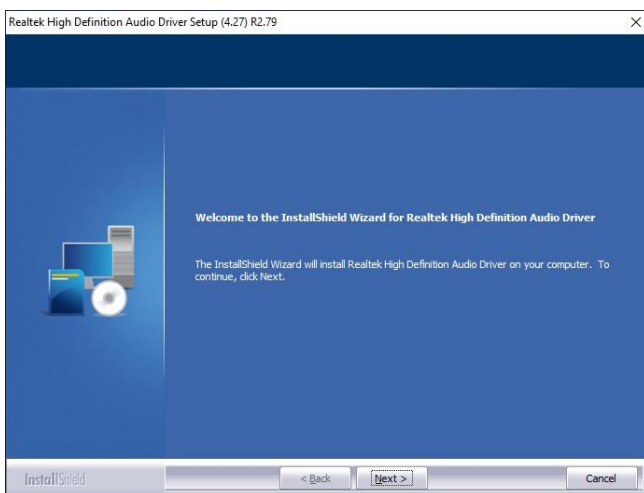 Realtek High Definition Audio Driver Setup (4.27) R2.79
Welcome to the InstallShield Wizard for Realtek High Definition Audio Driver
The InstallShield Wizard will install Realtek High Definition Audio Driver on your computer. To
continue, click Next.
InstallShield
< Back
Next >
Cancel